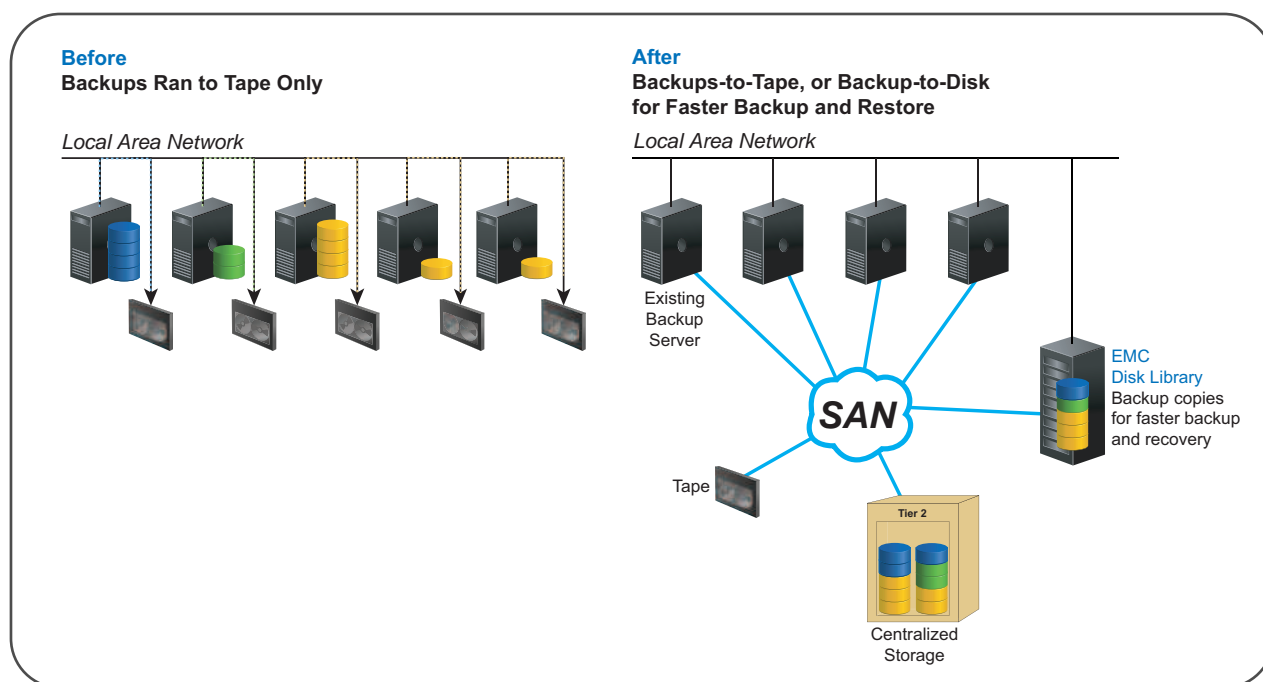 Before
Backups Ran to Tape Only
Local Area Network
After
Backups-to-Tape, or Backup-to-Disk
for Faster Backup and Restore
Local Area Network
Existing
Backup
Server
EMC
Disk Library
Backup copies
for faster backup
and recovery
SAN
Tape
Tier 2
Centralized
Storage